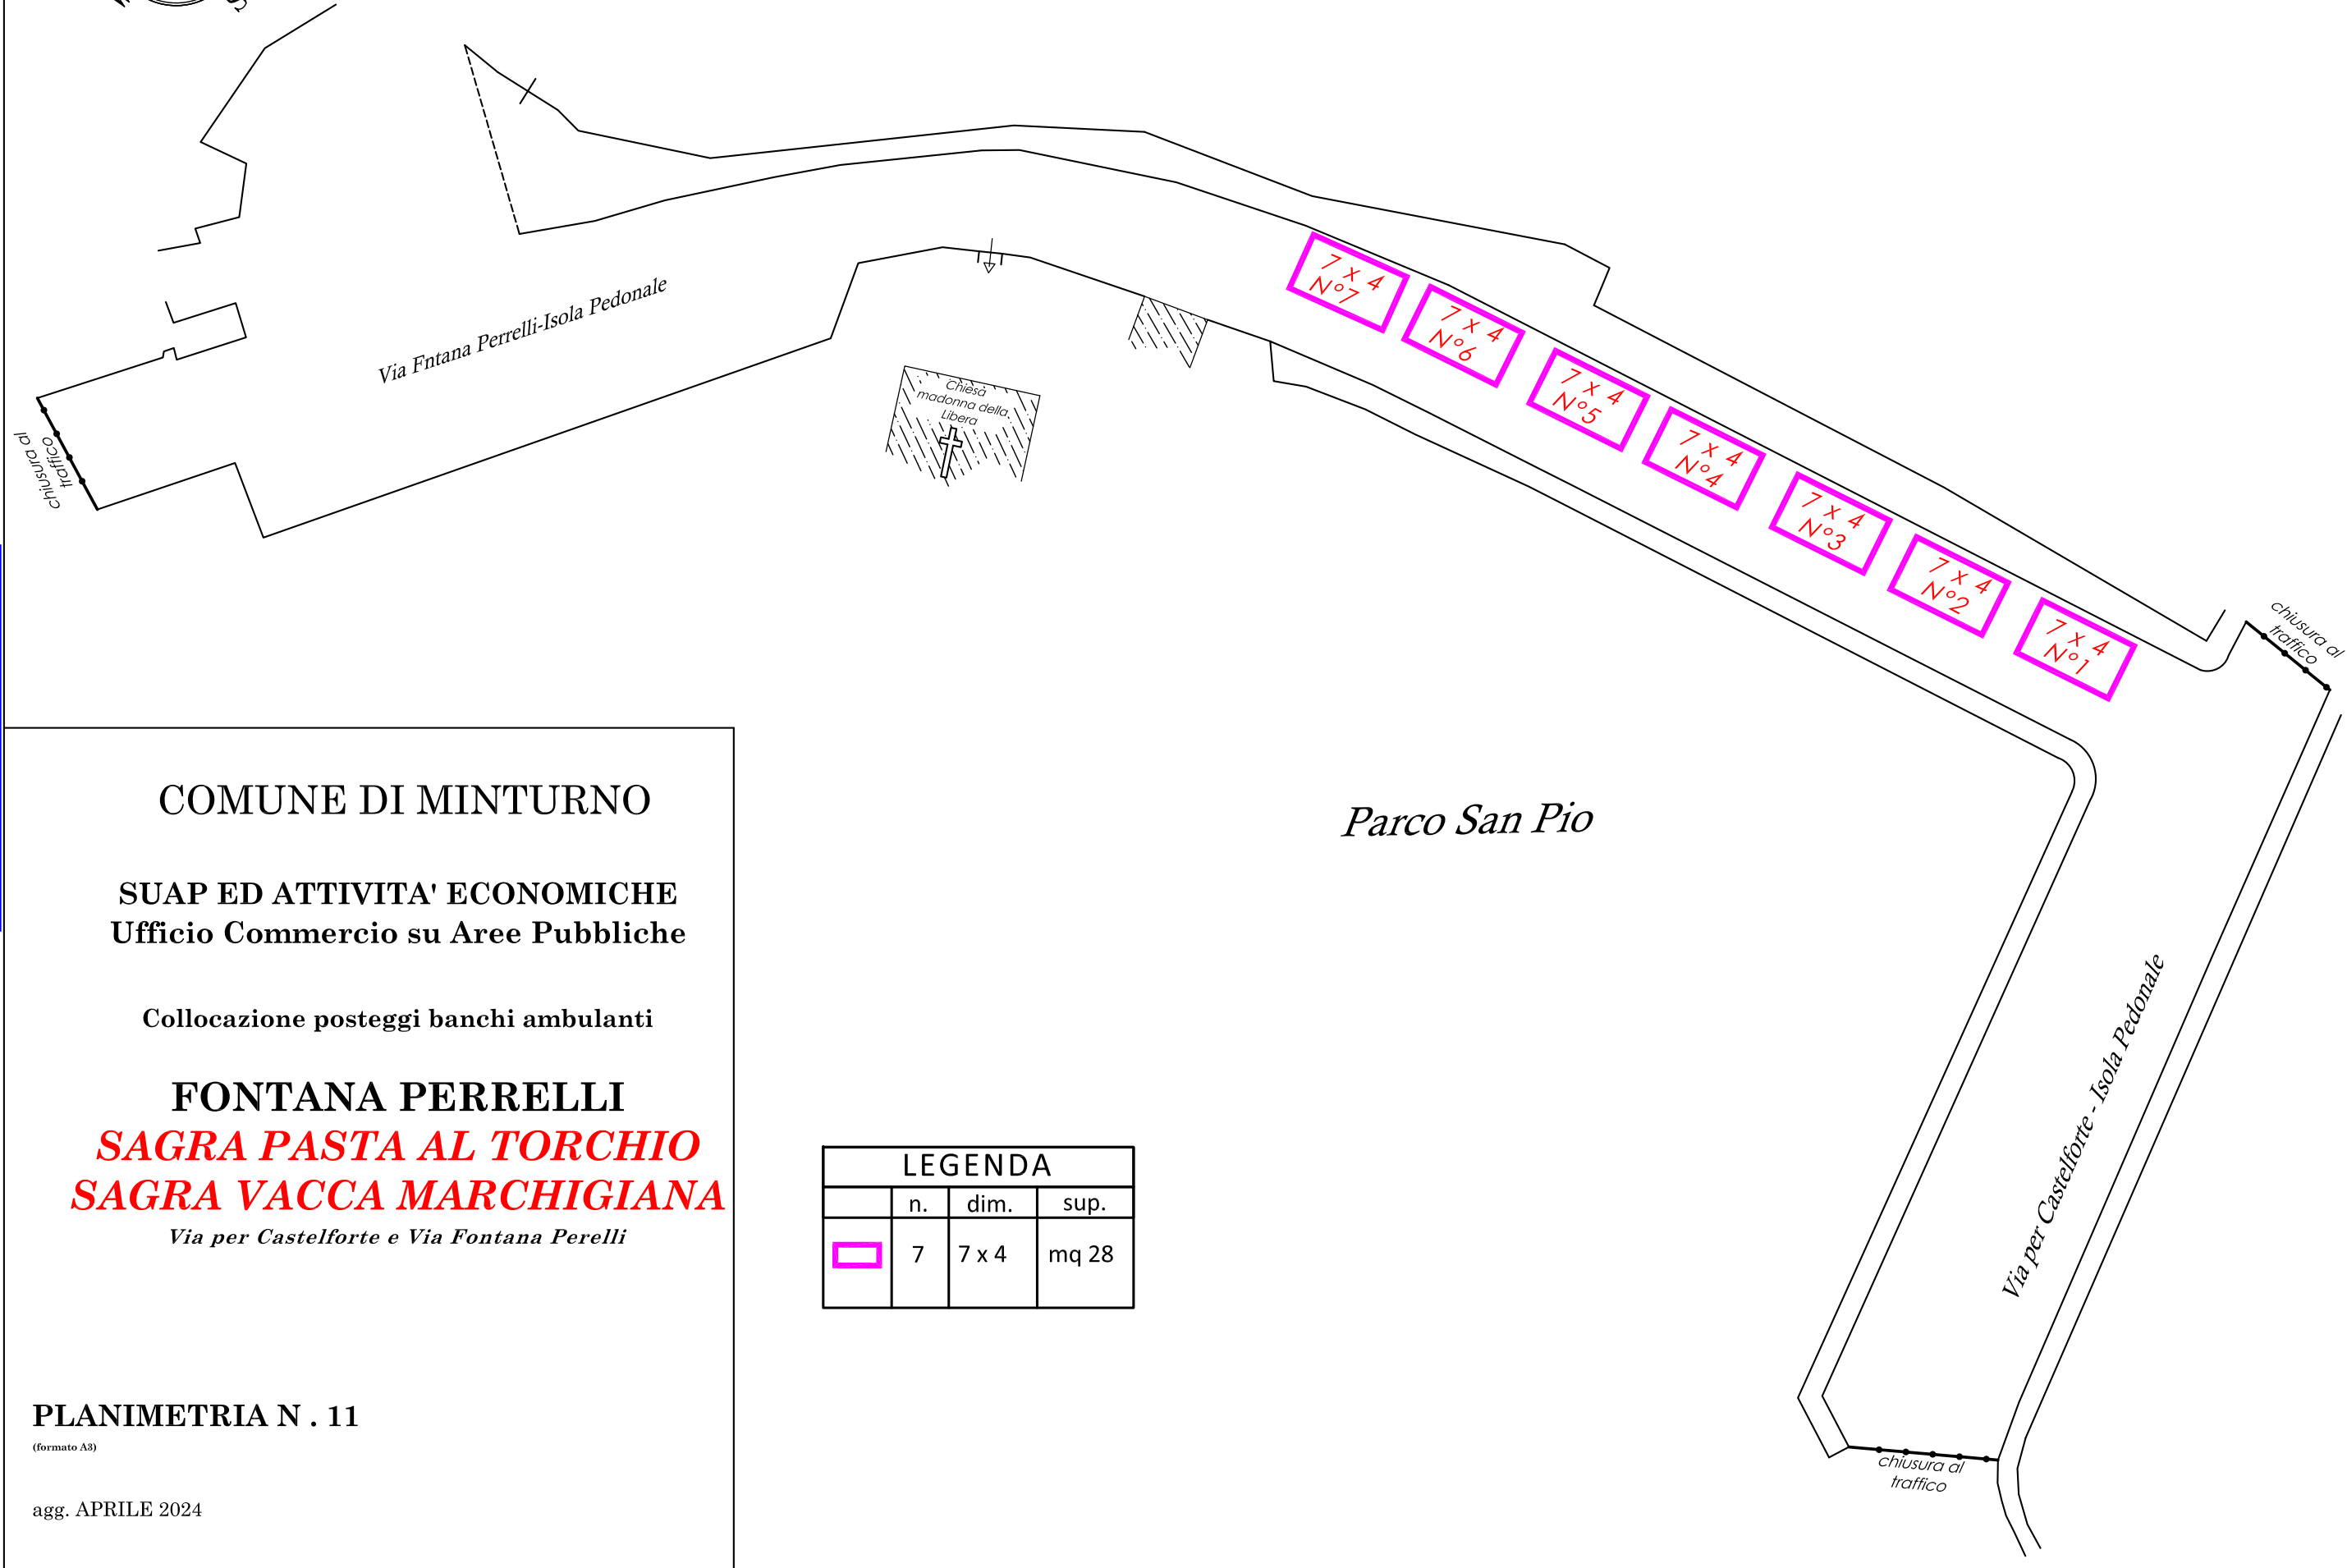 Via Fntana Perrelli-Isola Pedonale
chiusura al
traffico
Chiesa
madonna della
Libera
7 x 4
N°7
7 x 4
N°6
7 x 4
N°5
7 x 4
N°4
7 x 4
N°3
7 x 4
N°2
7 x 4
N°1
chiusura al
traffico
Parco San Pio
Via per Castelforte - Isola Pedonale
chiusura al
traffico
COMUNE DI MINTURNO
SUAP ED ATTIVITA' ECONOMICHE
Ufficio Commercio su Aree Pubbliche
Collocazione posteggi banchi ambulanti
FONTANA PERRELLI
SAGRA PASTA AL TORCHIO
SAGRA VACCA MARCHIGIANA
Via per Castelforte e Via Fontana Perelli
PLANIMETRIA N . 11
(formato A3)
agg. APRILE 2024
LEGENDA
n. dim. sup.
7 7 x 4 mq 28